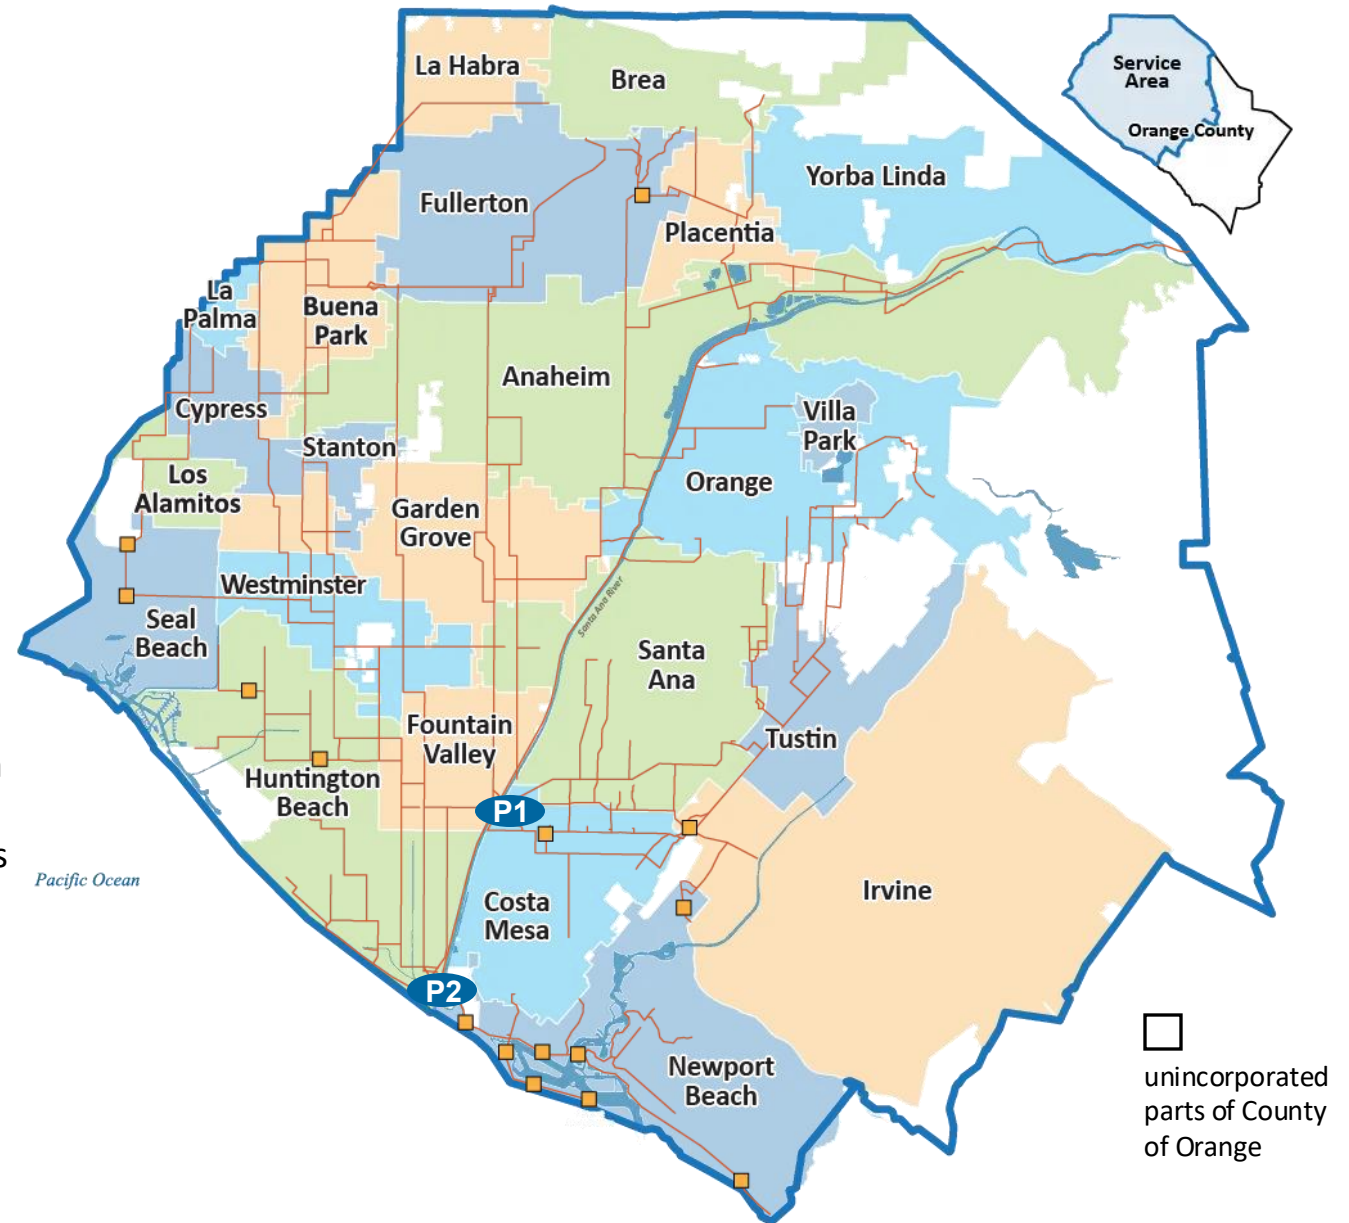 La Habra
Brea
Service
Area
Orange County
Yorba Linda
Fullerton
Placentia
La
Palma
Buena
Park
Anaheim
Cypress
Villa
Park
Stanton
Los
Alamitos
Orange
Garden
Grove
Westminster
Santa Ana River
Seal
Beach
Santa
Ana
Fountain
Valley
Tustin
Huntington
Beach
P1
s
Pacific Ocean
Irvine
Costa
Mesa
P2
Newport
Beach
unincorporated
parts of County
of Orange